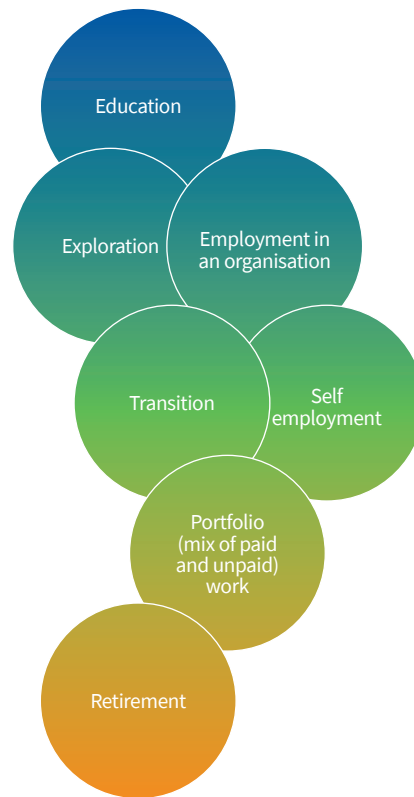 Education
Exploration
Employment in
an organisation
Transition
Self
employment
Portfolio
(mix of paid
and unpaid)
work
Retirement